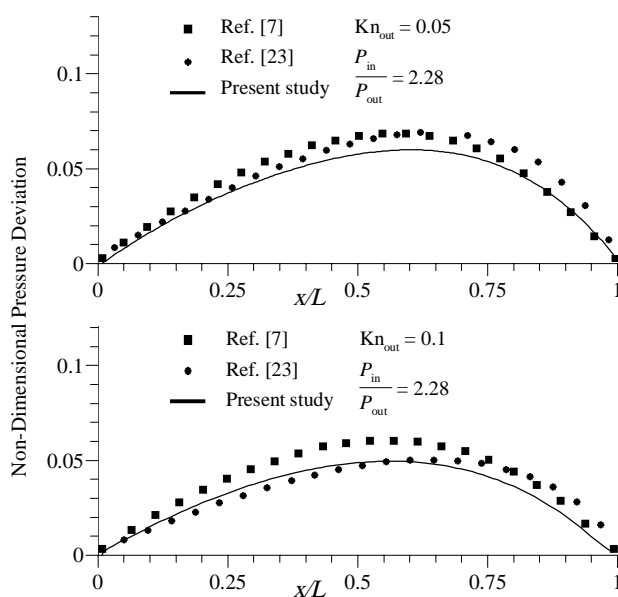 Non-Dimensional Pressure Deviation
Ref. [7] Kn_out = 0.05
Ref. [23] P_in
Present study P_out = 2.28
0.1
0.05
0
0 0.25 0.5 0.75 1
x/L
Ref. [7] Kn_out = 0.1
Ref. [23] P_in
Present study P_out = 2.28
0.1
0.05
0
0 0.25 0.5 0.75 1
x/L